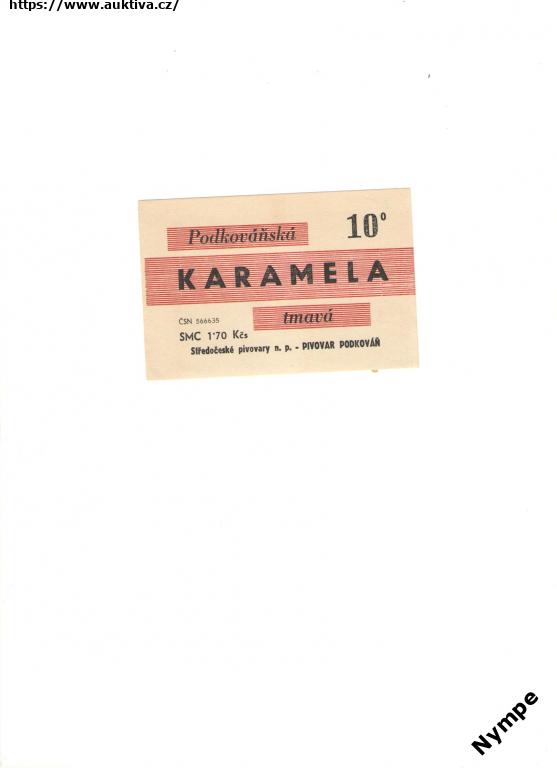 https://www.auktiva.cz/
Podkováňská
10°
KARAMELA
tmavá
ČSN 566635
SMC 1·70 Kčs
Středočeské pivovary n. p. - PIVOVAR PODKOVÁŇ
Nympe